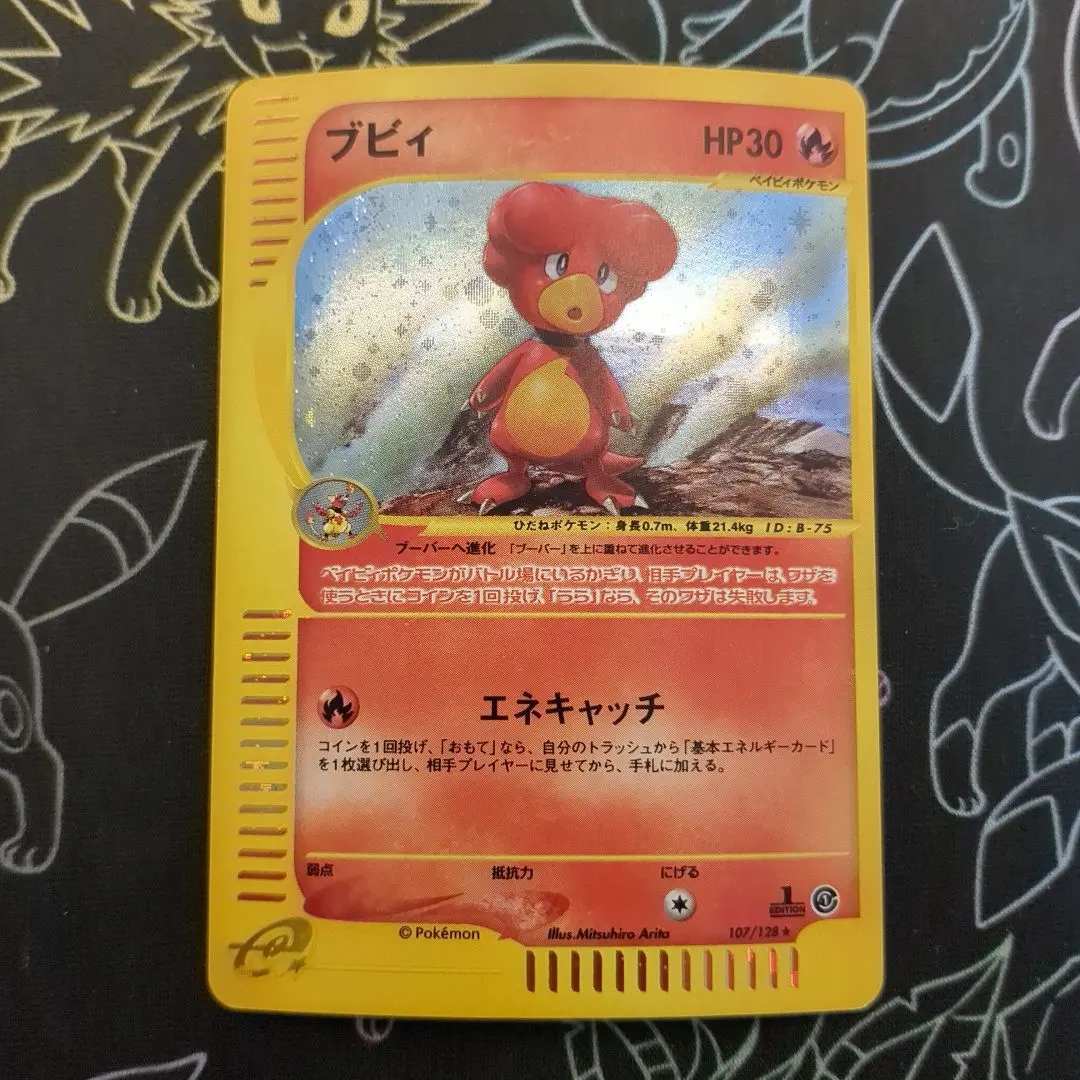 ブビィ HP30
ベイビィポケモン
ひだねポケモン：身長0.7m、体重21.4kg ID：B-75
ブーバーへ進化 「ブーバー」を上に重ねて進化させることができます。
ベイビィポケモンがバトル場にいるかぎり、相手プレイヤーは、ワザを
使うときにコインを1回投げ、「うら」なら、そのワザは失敗します。
エネキャッチ
コインを1回投げ、「おもて」なら、自分のトラッシュから「基本エネルギーカード」
を1枚選び出し、相手プレイヤーに見せてから、手札に加える。
弱点 抵抗力 にげる
1 EDITION
© Pokémon Illus.Mitsuhiro Arita 107/128★
e